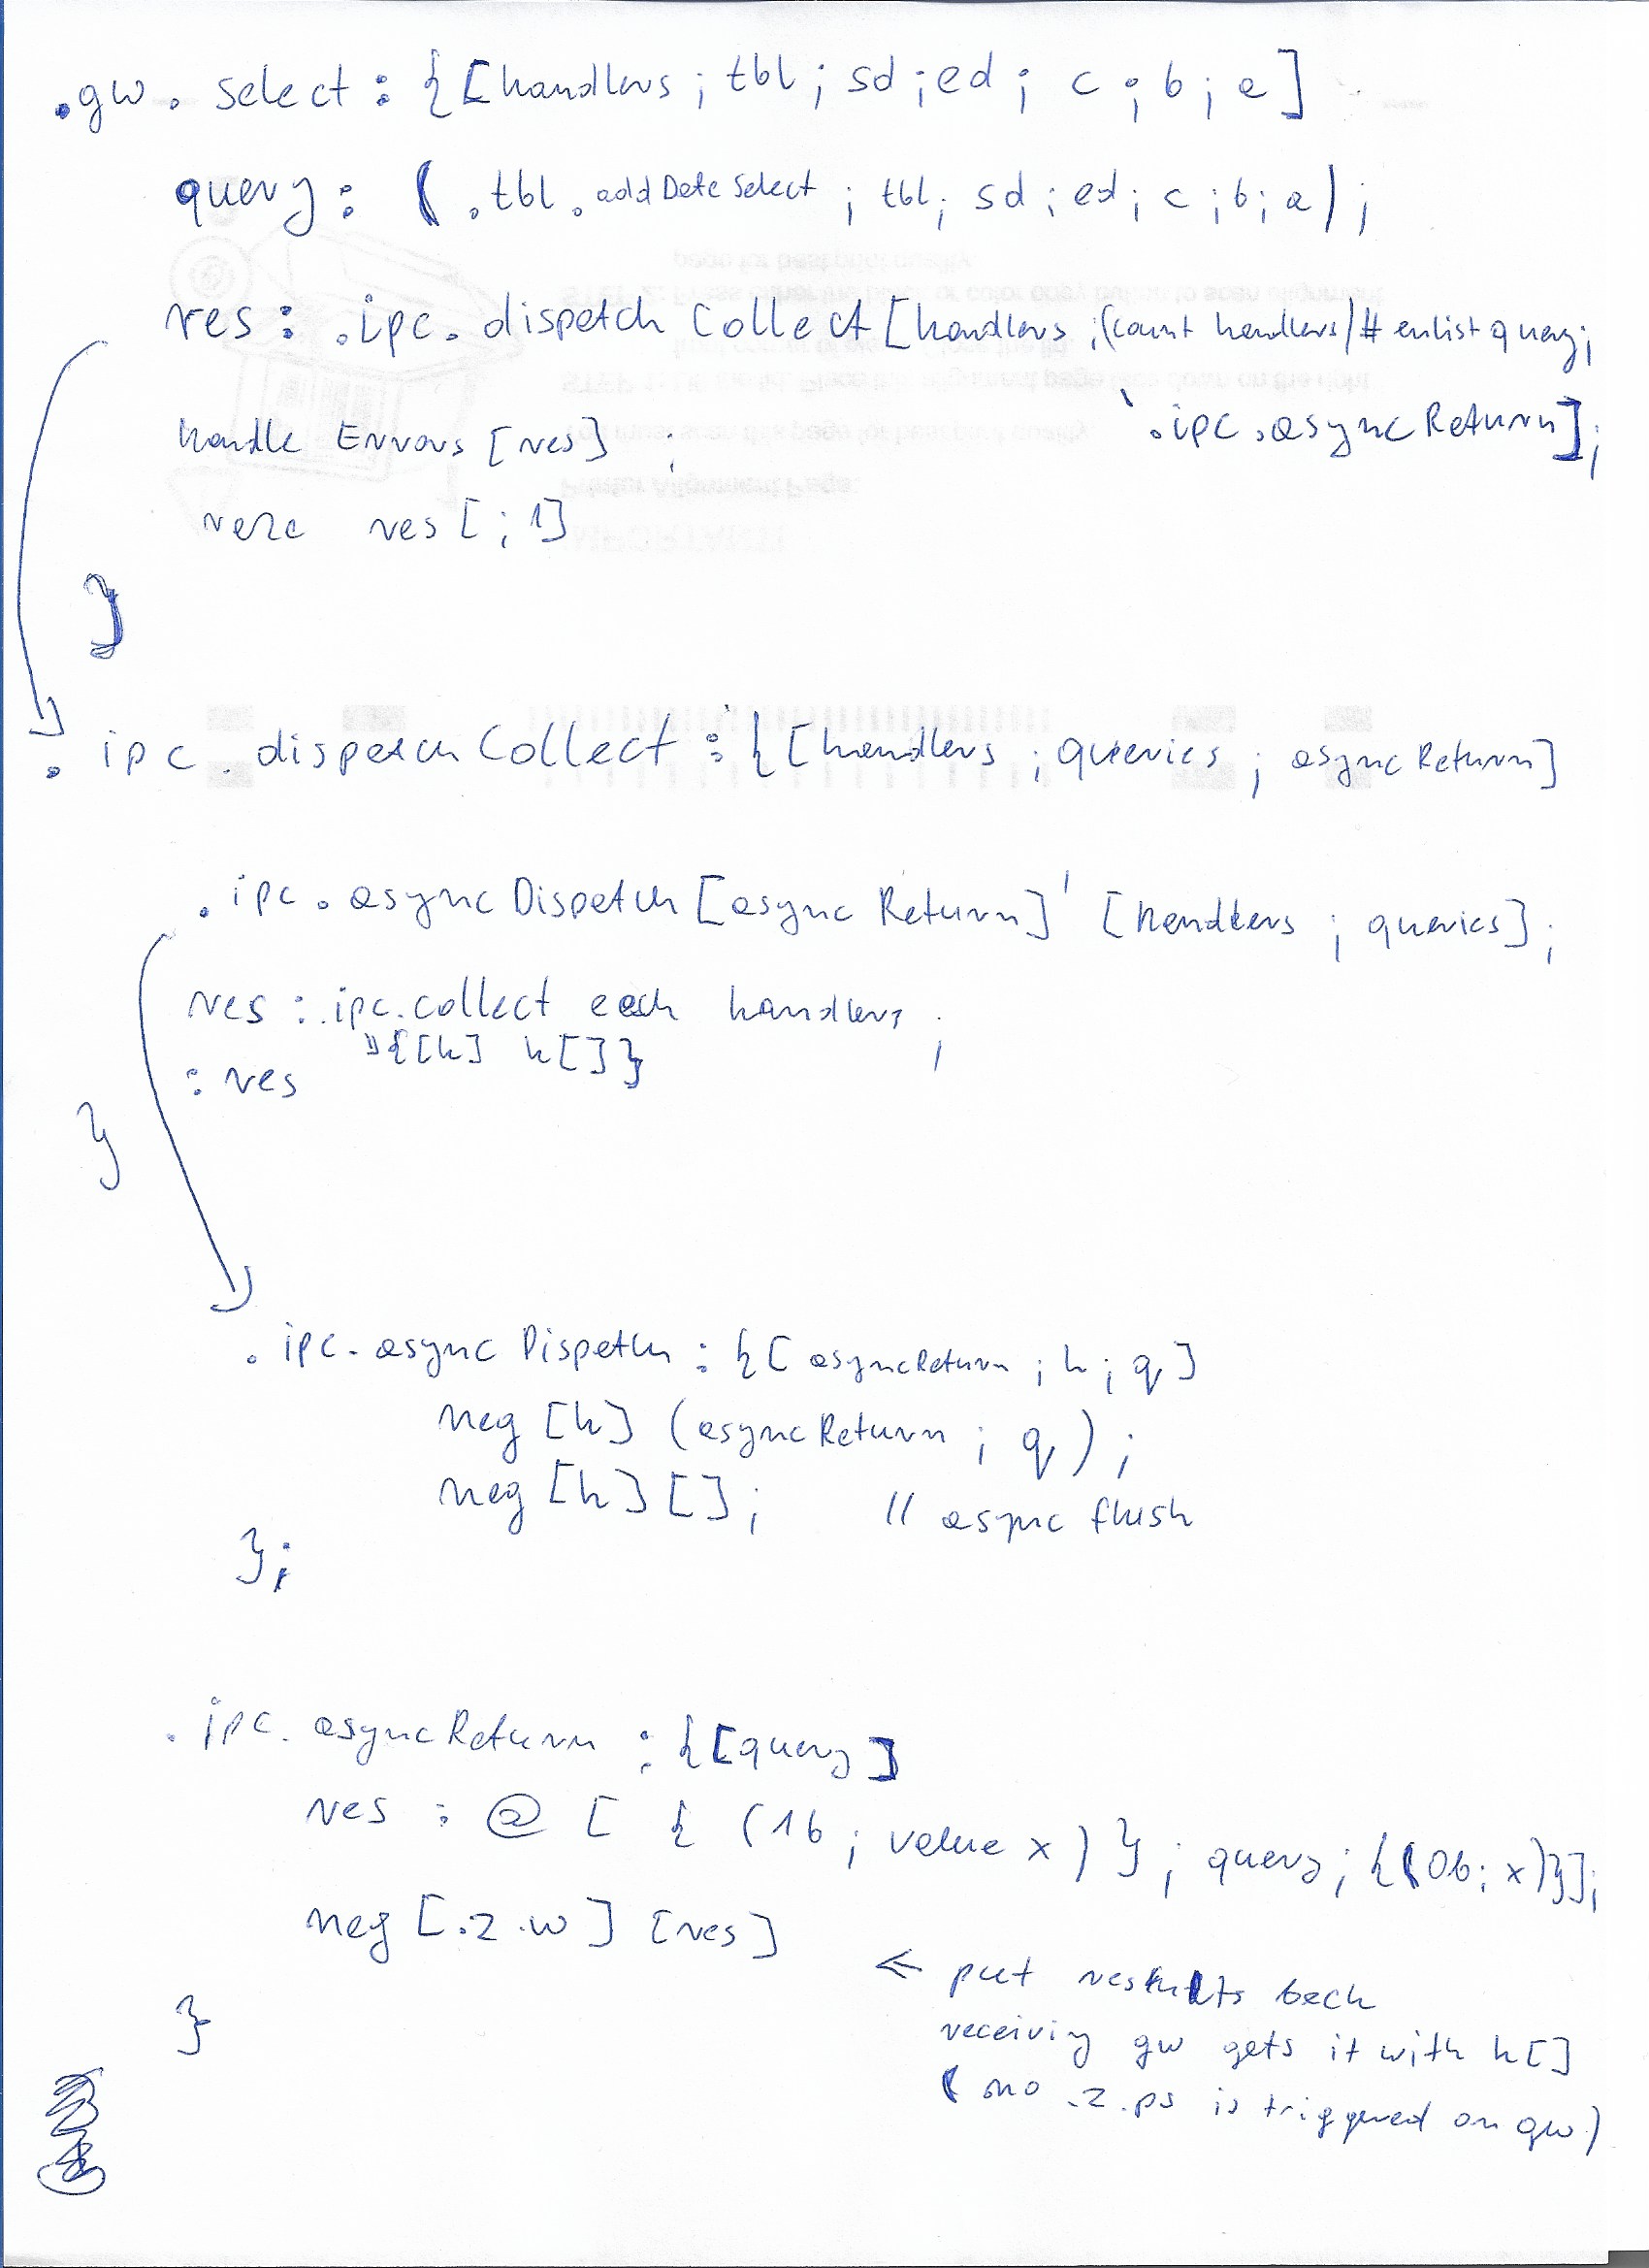 .gw.select : {[handlers ; tbl ; sd ; ed ; c ; b ; a]
query : ( .tbl.addDateSelect ; tbl; sd ; ed ; c ; b ; a) ;
res : .ipc.dispatchCollect[handlers ;(count handlers)# enlist query;
`.ipc.asyncReturn];
handleErrors [res] ;
raze res [ ; 1]
}
.ipc.dispatchCollect : {[handlers ; queries ; asyncReturn]
.ipc.asyncDispatch[asyncReturn]' [handlers ; queries] ;
res : .ipc.collect each handlers ;
"{[h] h[]}
: res
}
.ipc.asyncDispatch : {[ asyncReturn ; h ; q]
neg [h] (asyncReturn ; q) ;
neg [h] [] ; // async flush
};
.ipc.asyncReturn : {[query]
res : @ [ { (1b ; value x) } ; query ; {(0b ; x)}];
neg [.z.w] [res]
← put results back
receiving gw gets it with h[]
(no .z.ps is triggered on gw)
}